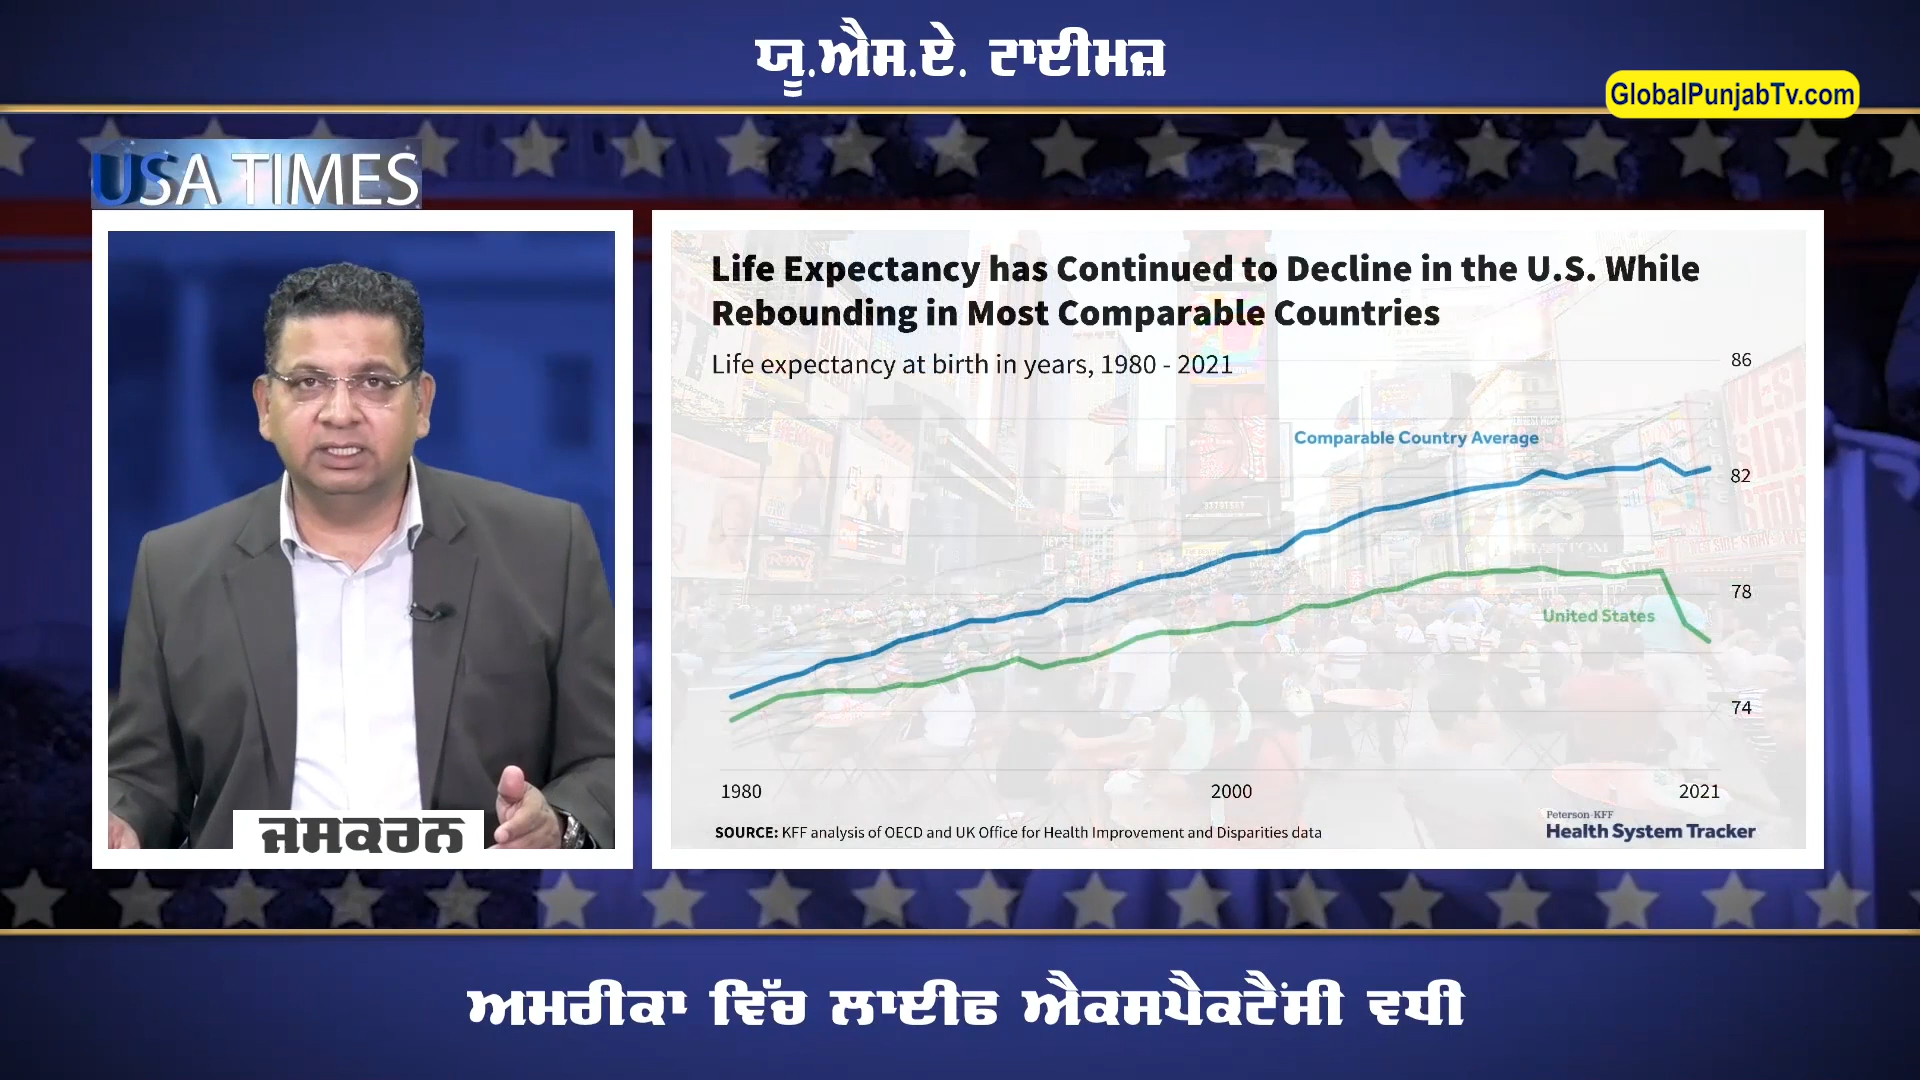 ਯੂ.ਐਸ.ਏ. ਟਾਈਮਜ਼
GlobalPunjabTv.com
USA TIMES
Life Expectancy has Continued to Decline in the U.S. While
Rebounding in Most Comparable Countries
Life expectancy at birth in years, 1980 - 2021
86
Comparable Country Average
82
78
United States
74
1980 2000 2021
SOURCE: KFF analysis of OECD and UK Office for Health Improvement and Disparities data
Peterson-KFF
Health System Tracker
ਜਸਕਰਨ
ਅਮਰੀਕਾ ਵਿੱਚ ਲਾਈਫ ਐਕਸਪੈਕਟੈਂਸੀ ਵਧੀ